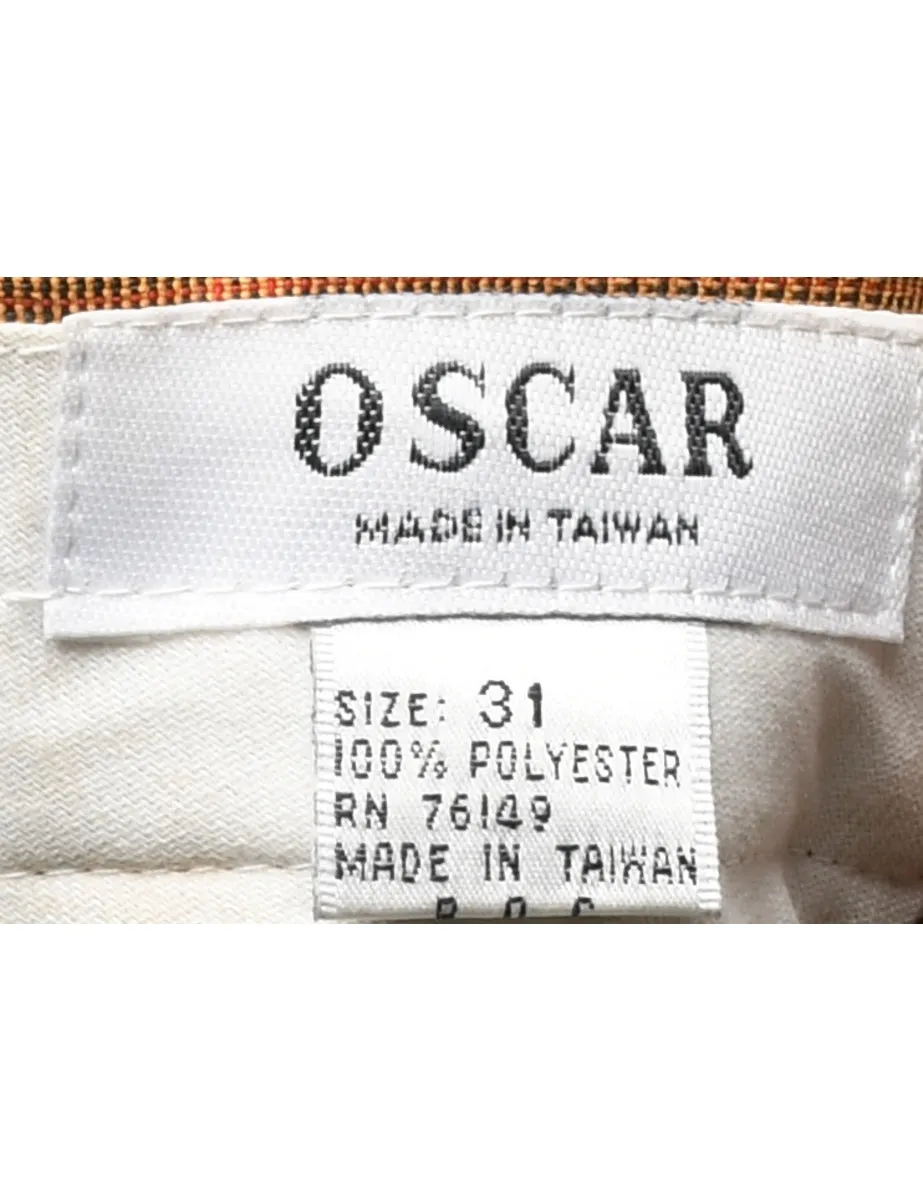 OSCAR
MADE IN TAIWAN
SIZE: 31
100% POLYESTER
RN 76149
MADE IN TAIWAN